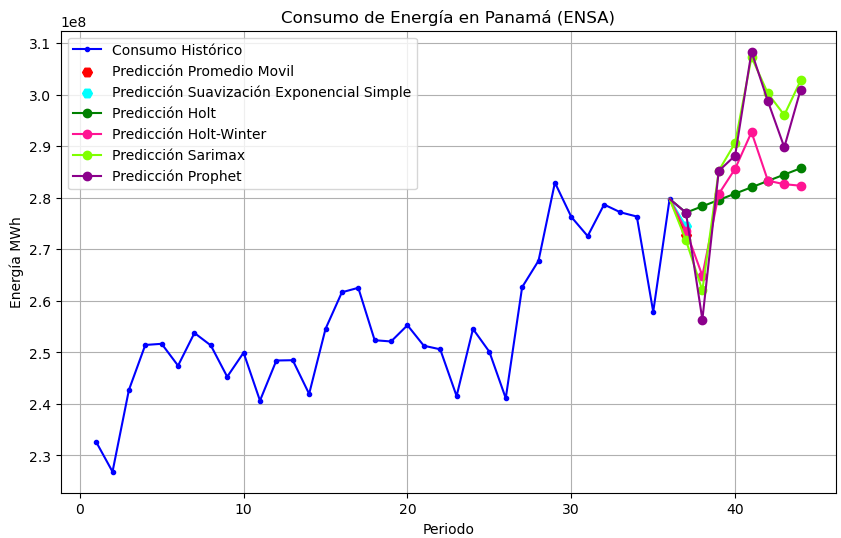 Consumo de Energía en Panamá (ENSA)
1e8
Consumo Histórico
Predicción Promedio Movil
Predicción Suavización Exponencial Simple
Predicción Holt
Predicción Holt-Winter
Predicción Sarimax
Predicción Prophet
Energía MWh
3.1
3.0
2.9
2.8
2.7
2.6
2.5
2.4
2.3
0
10
20
30
40
Periodo